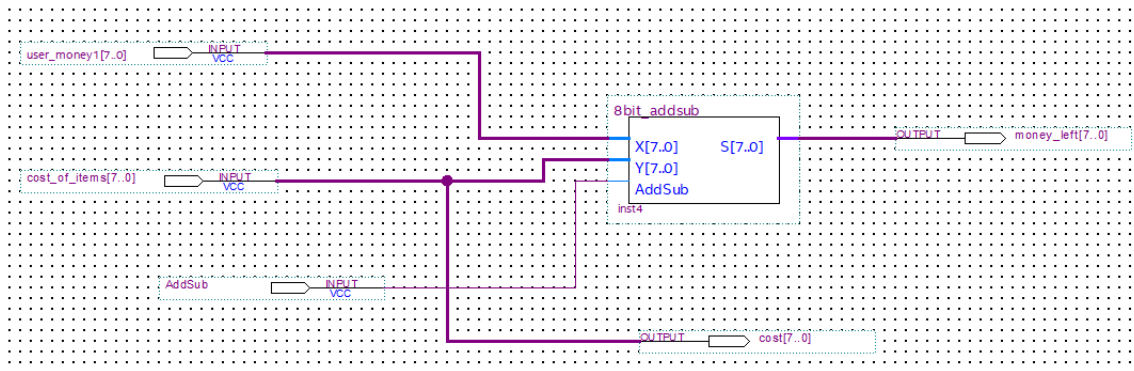 user_money1[7..0]
INPUT
VCC
8bit_addsub
X[7..0]
S[7..0]
Y[7..0]
AddSub
inst4
OUTPUT
money_left[7..0]
cost_of_items[7..0]
INPUT
VCC
AddSub
INPUT
VCC
OUTPUT
cost[7..0]